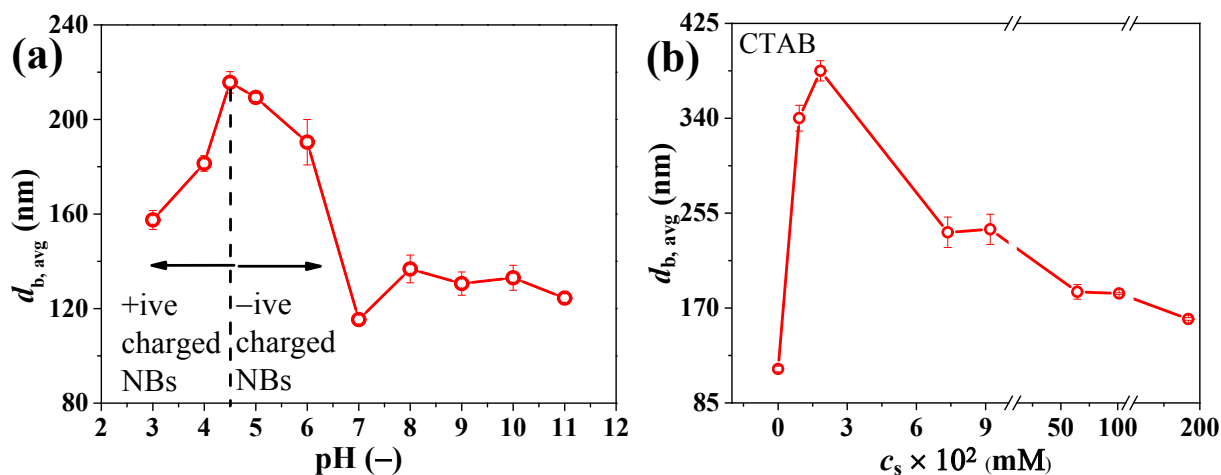 (a)
240
200
160
120
80
d_b, avg (nm)
+ive
charged
NBs
−ive
charged
NBs
2 3 4 5 6 7 8 9 10 11 12
pH (−)
(b)
CTAB
425
340
255
170
85
d_b, avg (nm)
0 3 6 9 50 100 200
c_s × 10² (mM)